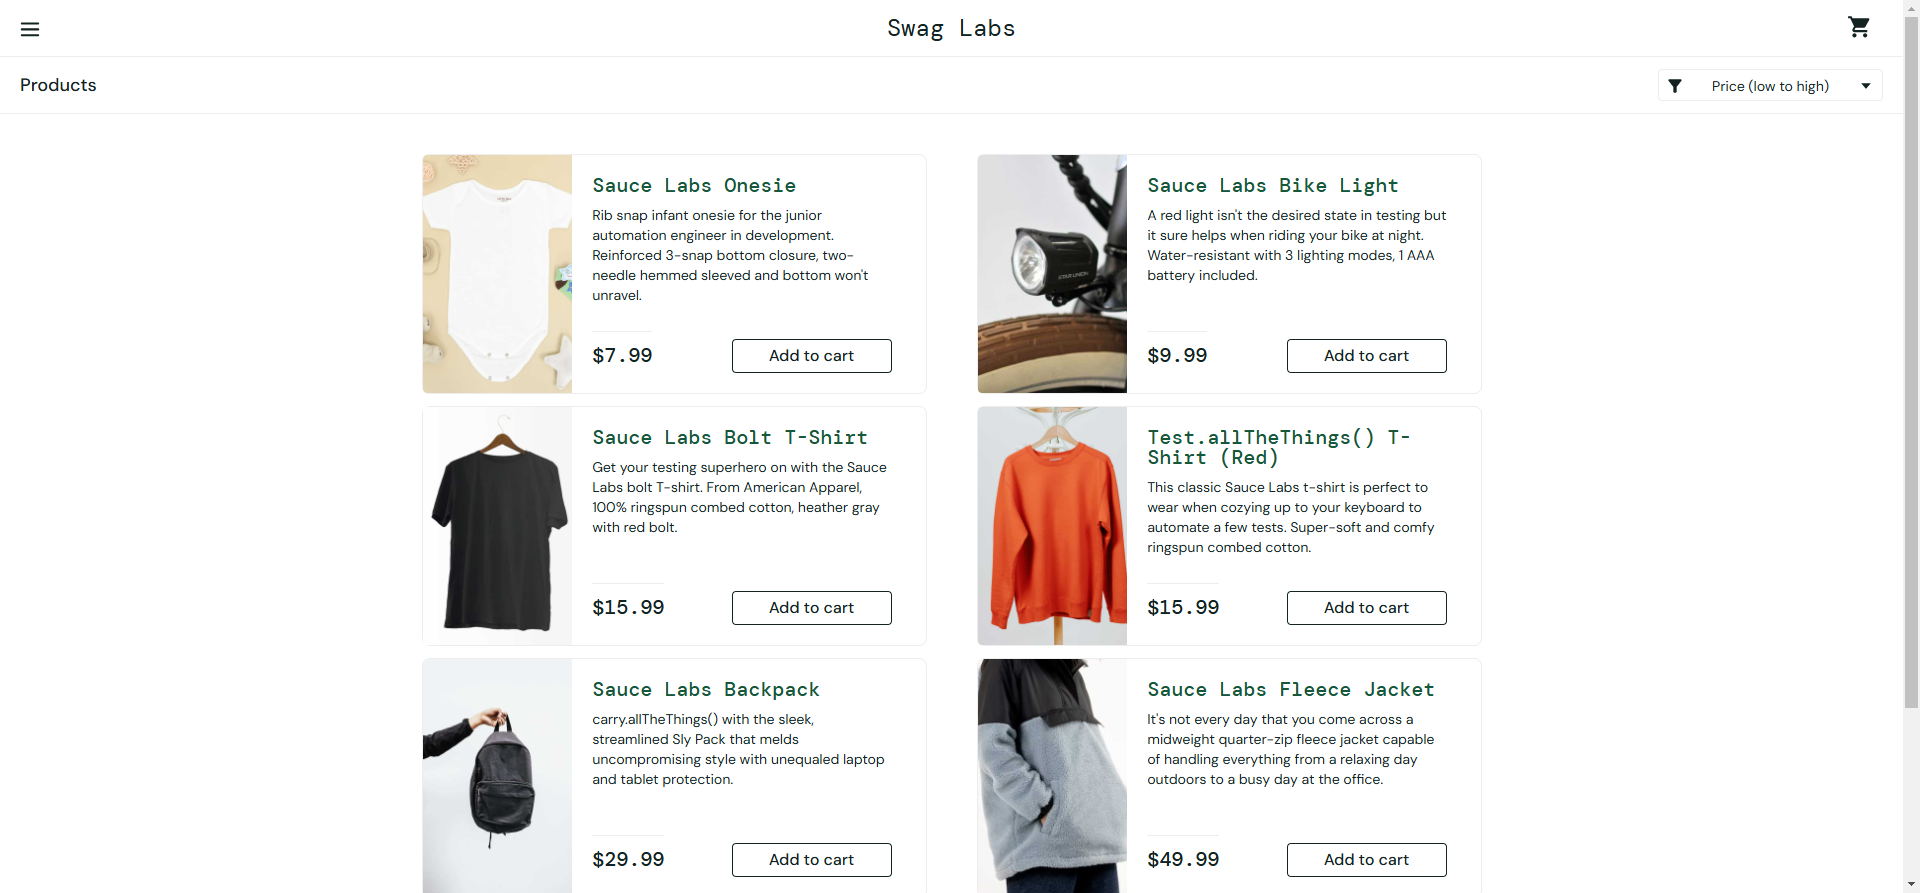 Swag Labs
Products
Price (low to high)
Sauce Labs Onesie
Rib snap infant onesie for the junior
automation engineer in development.
Reinforced 3-snap bottom closure, two-
needle hemmed sleeved and bottom won't
unravel.
$7.99
Add to cart
Sauce Labs Bike Light
A red light isn't the desired state in testing but
it sure helps when riding your bike at night.
Water-resistant with 3 lighting modes, 1 AAA
battery included.
$9.99
Add to cart
STAR UNION
Sauce Labs Bolt T-Shirt
Get your testing superhero on with the Sauce
Labs bolt T-shirt. From American Apparel,
100% ringspun combed cotton, heather gray
with red bolt.
$15.99
Add to cart
Test.allTheThings() T-
Shirt (Red)
This classic Sauce Labs t-shirt is perfect to
wear when cozying up to your keyboard to
automate a few tests. Super-soft and comfy
ringspun combed cotton.
$15.99
Add to cart
Sauce Labs Backpack
carry.allTheThings() with the sleek,
streamlined Sly Pack that melds
uncompromising style with unequaled laptop
and tablet protection.
$29.99
Add to cart
Sauce Labs Fleece Jacket
It's not every day that you come across a
midweight quarter-zip fleece jacket capable
of handling everything from a relaxing day
outdoors to a busy day at the office.
$49.99
Add to cart